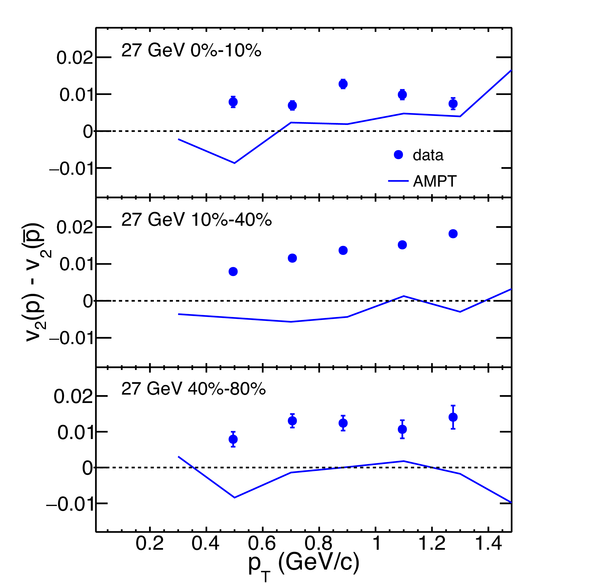 27 GeV 0%-10%
0.02
0.01
0
−0.01
data
AMPT
27 GeV 10%-40%
0.02
0.01
0
−0.01
v2(p) - v2(p̅)
27 GeV 40%-80%
0.02
0.01
0
−0.01
0.2 0.4 0.6 0.8 1 1.2 1.4
pT (GeV/c)